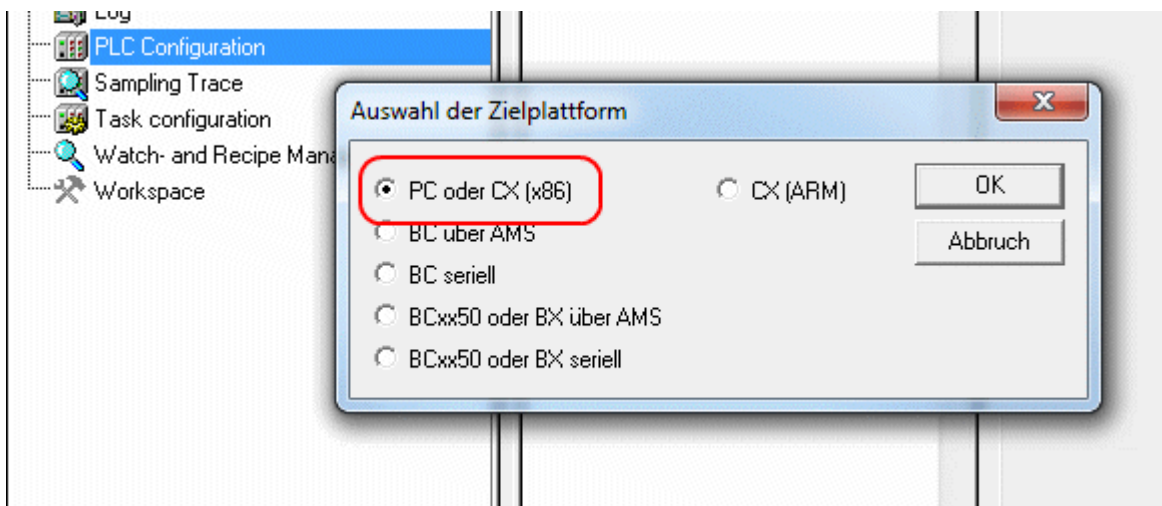 Log
PLC Configuration
Sampling Trace
Task configuration
Watch- and Recipe Mana
Workspace
Auswahl der Zielplattform
PC oder CX (x86)
CX (ARM)
OK
BC über AMS
Abbruch
BC seriell
BCxx50 oder BX über AMS
BCxx50 oder BX seriell